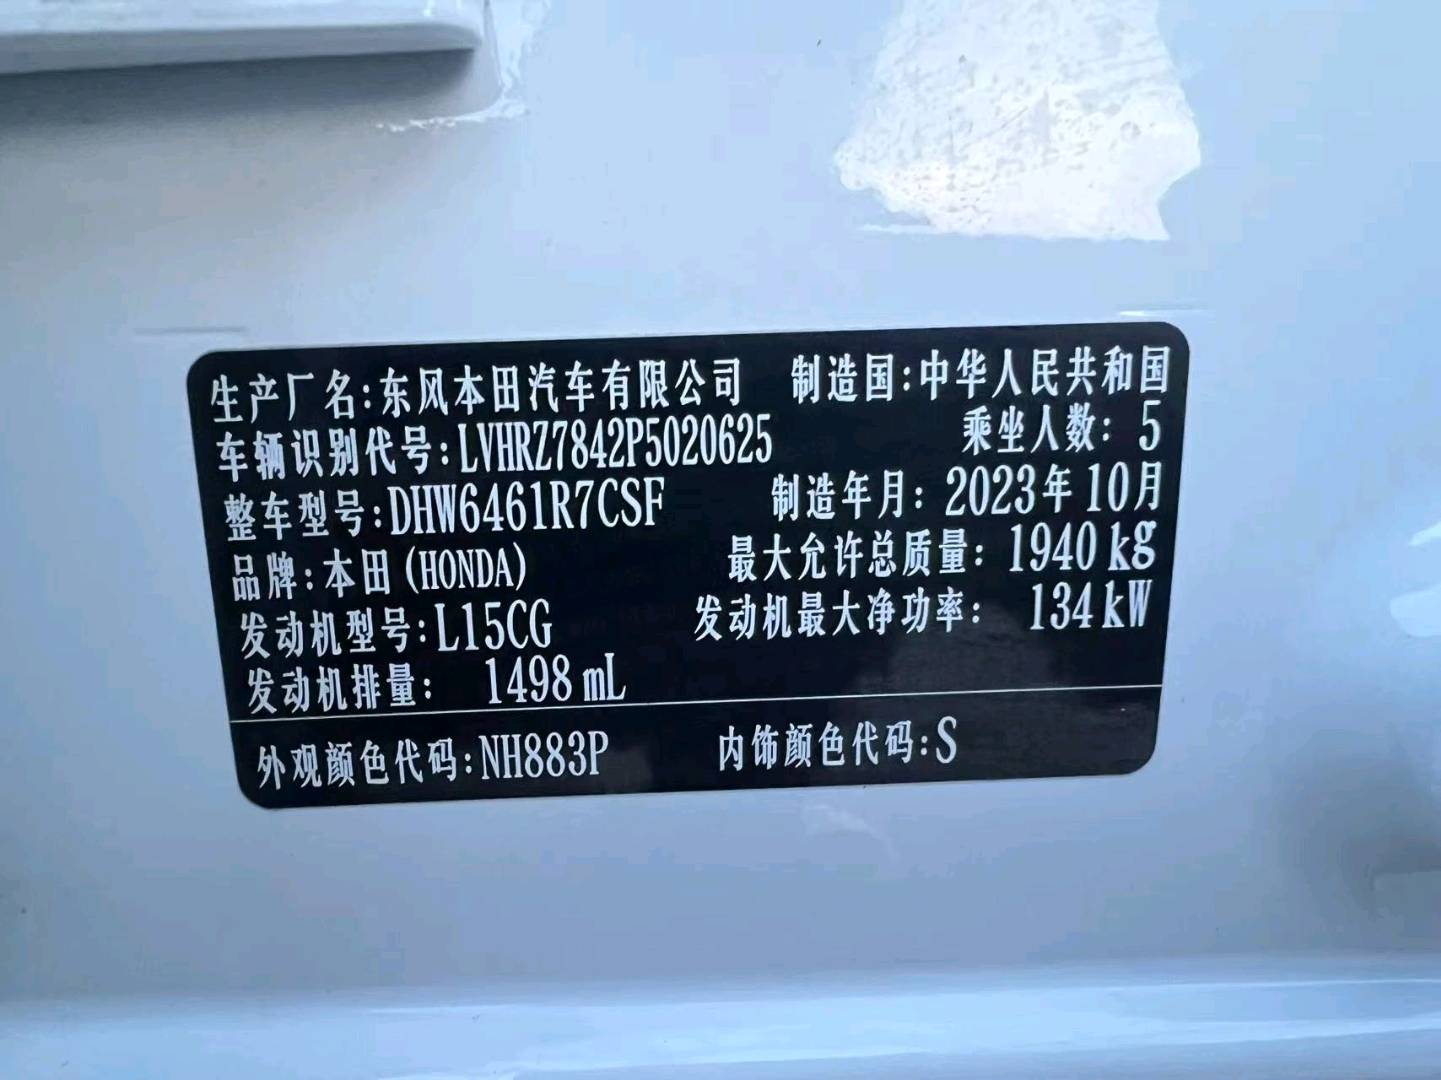 生产厂名:东风本田汽车有限公司 制造国:中华人民共和国
车辆识别代号:LVHRZ7842P5020625 乘坐人数: 5
整车型号:DHW6461R7CSF 制造年月: 2023年10月
品牌:本田(HONDA) 最大允许总质量: 1940 kg
发动机型号:L15CG 发动机最大净功率: 134 kW
发动机排量: 1498 mL
外观颜色代码:NH883P 内饰颜色代码:S